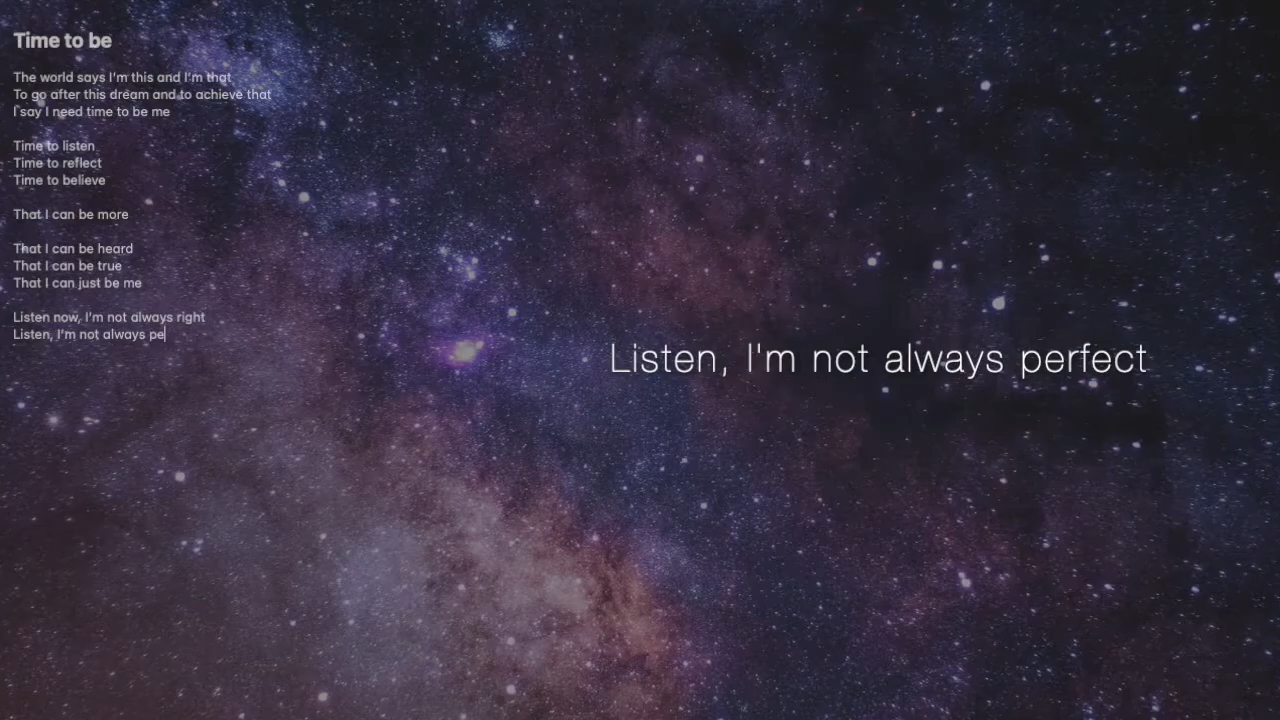 Time to be
The world says I'm this and I'm that
To go after this dream and to achieve that
I say I need time to be me
Time to listen
Time to reflect
Time to believe
That I can be more
That I can be heard
That I can be true
That I can just be me
Listen now, I'm not always right
Listen, I'm not always pe
Listen, I'm not always perfect